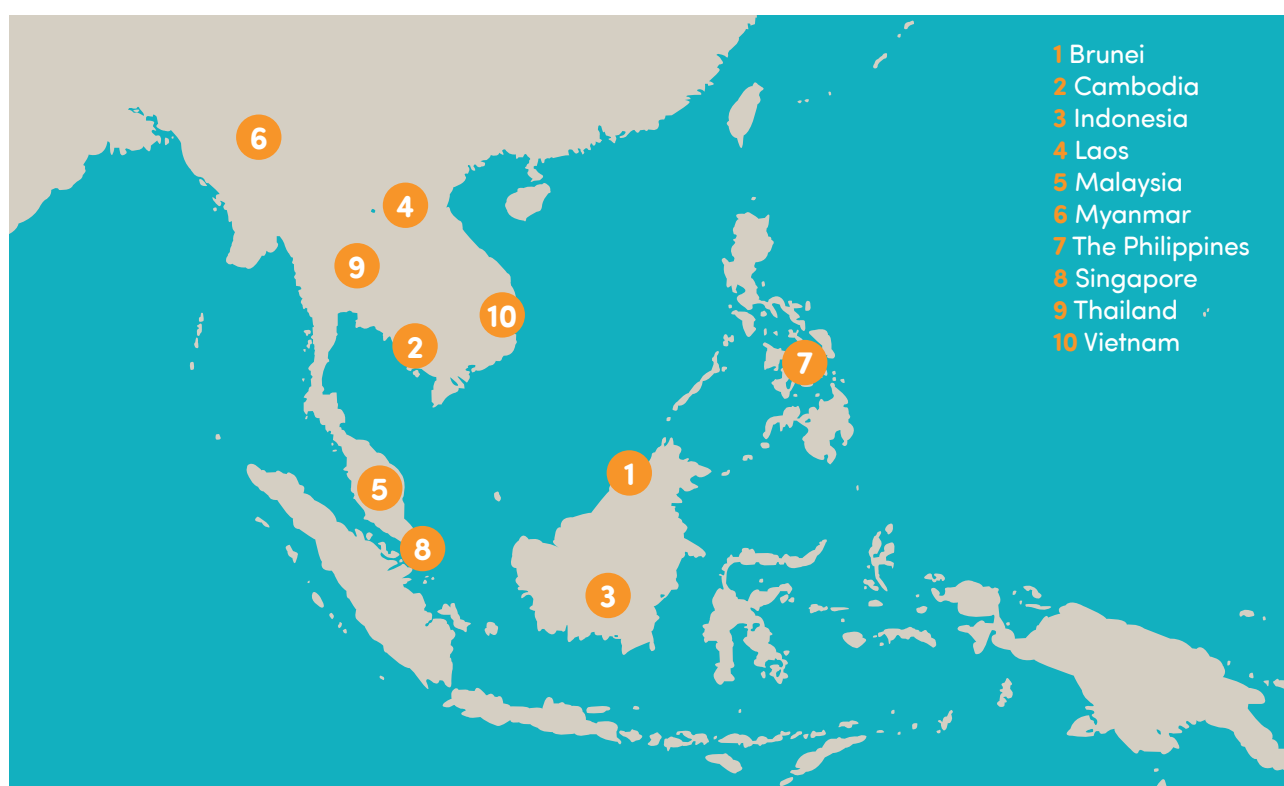 1 Brunei
2 Cambodia
3 Indonesia
4 Laos
5 Malaysia
6 Myanmar
7 The Philippines
8 Singapore
9 Thailand
10 Vietnam
6
4
9
10
2
7
1
5
8
3